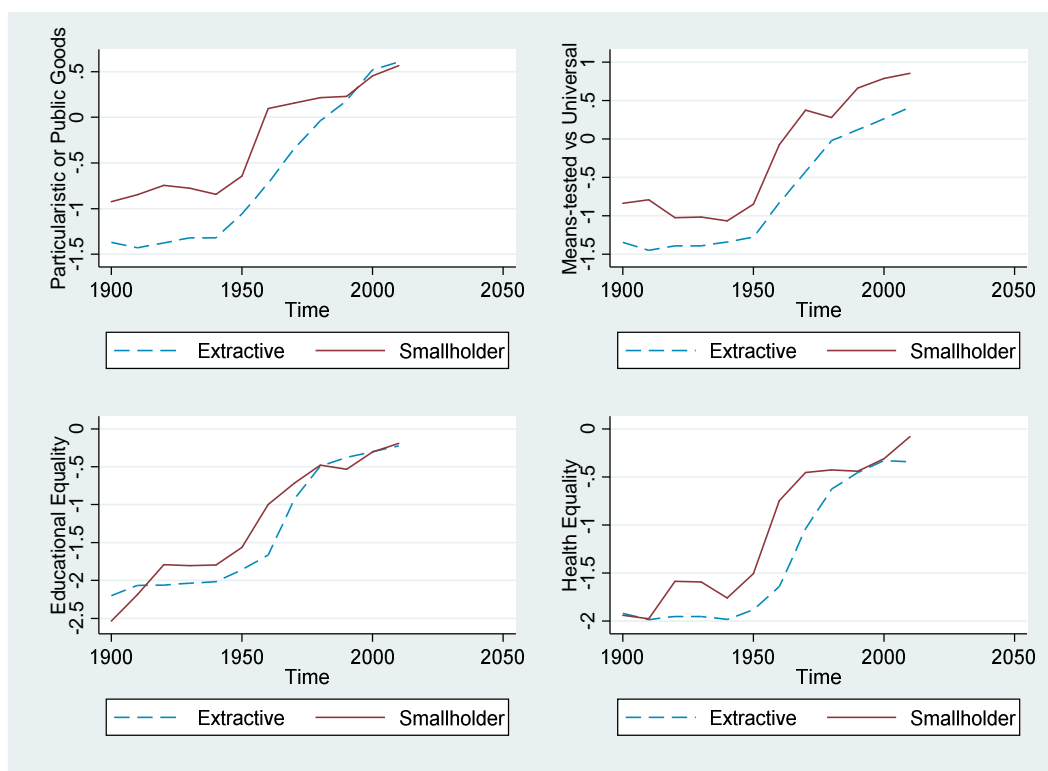 Particularistic or Public Goods
.5
0
-.5
-1
-1.5
1900 1950 2000 2050
Time
Extractive Smallholder
Means-tested vs Universal
1
.5
0
-.5
-1
-1.5
1900 1950 2000 2050
Time
Extractive Smallholder
Educational Equality
0
-.5
-1
-1.5
-2
-2.5
1900 1950 2000 2050
Time
Extractive Smallholder
Health Equality
0
-.5
-1
-1.5
-2
1900 1950 2000 2050
Time
Extractive Smallholder